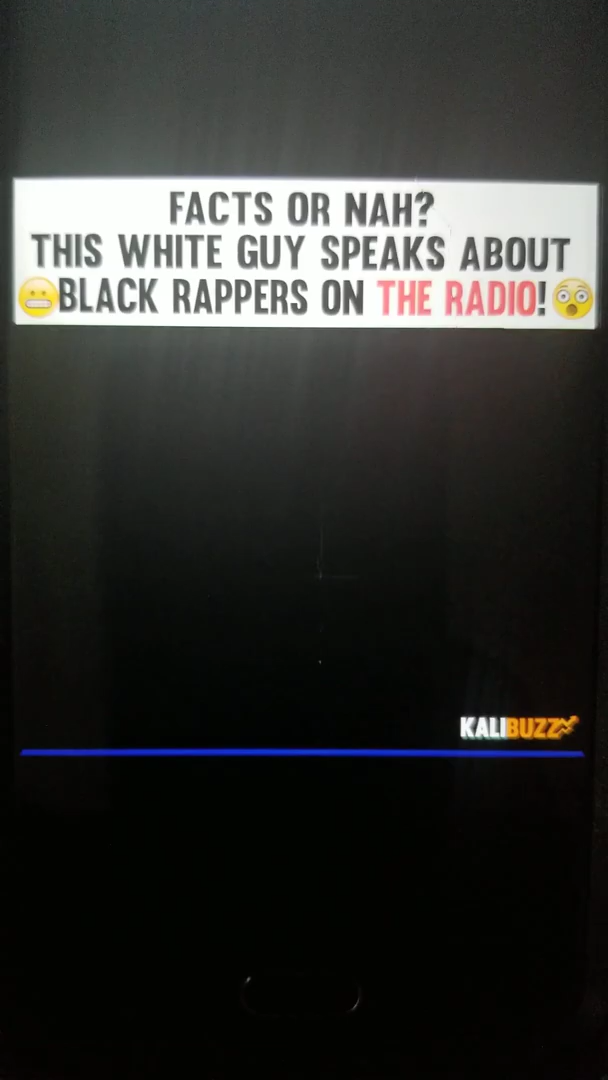 FACTS OR NAH?
THIS WHITE GUY SPEAKS ABOUT
BLACK RAPPERS ON THE RADIO!
KALIBUZZ